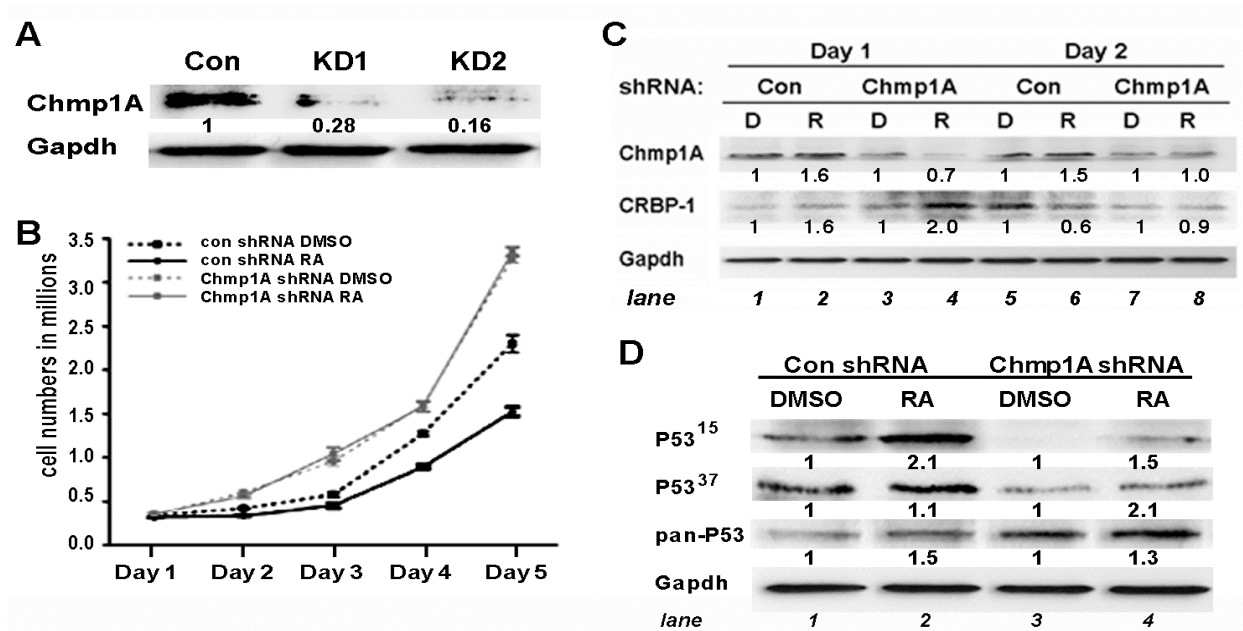 A
Con KD1 KD2
Chmp1A
1 0.28 0.16
Gapdh
B
cell numbers in millions
3.5
3.0
2.5
2.0
1.5
1.0
0.5
0.0
con shRNA DMSO
con shRNA RA
Chmp1A shRNA DMSO
Chmp1A shRNA RA
Day 1 Day 2 Day 3 Day 4 Day 5
C
Day 1 Day 2
shRNA: Con Chmp1A Con Chmp1A
D R D R D R D R
Chmp1A
1 1.6 1 0.7 1 1.5 1 1.0
CRBP-1
1 1.6 1 2.0 1 0.6 1 0.9
Gapdh
lane 1 2 3 4 5 6 7 8
D
Con shRNA Chmp1A shRNA
DMSO RA DMSO RA
P53¹⁵
1 2.1 1 1.5
P53³⁷
1 1.1 1 2.1
pan-P53
1 1.5 1 1.3
Gapdh
lane 1 2 3 4